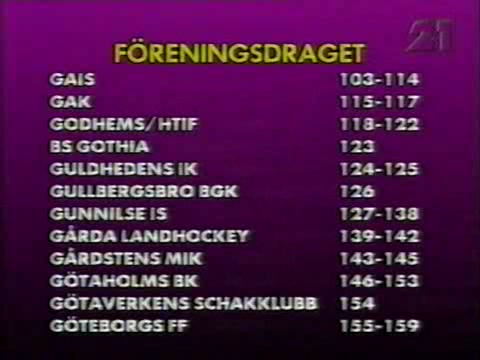 21
FÖRENINGSDRAGET
GAIS 103-114
GAK 115-117
GODHEMS/HTIF 118-122
BS GOTHIA 123
GULDHEDENS IK 124-125
GULLBERGSBRO BGK 126
GUNNILSE IS 127-138
GÅRDA LANDHOCKEY 139-142
GÅRDSTENS MIK 143-145
GÖTAHOLMS BK 146-153
GÖTAVERKENS SCHAKKLUBB 154
GÖTEBORGS FF 155-159